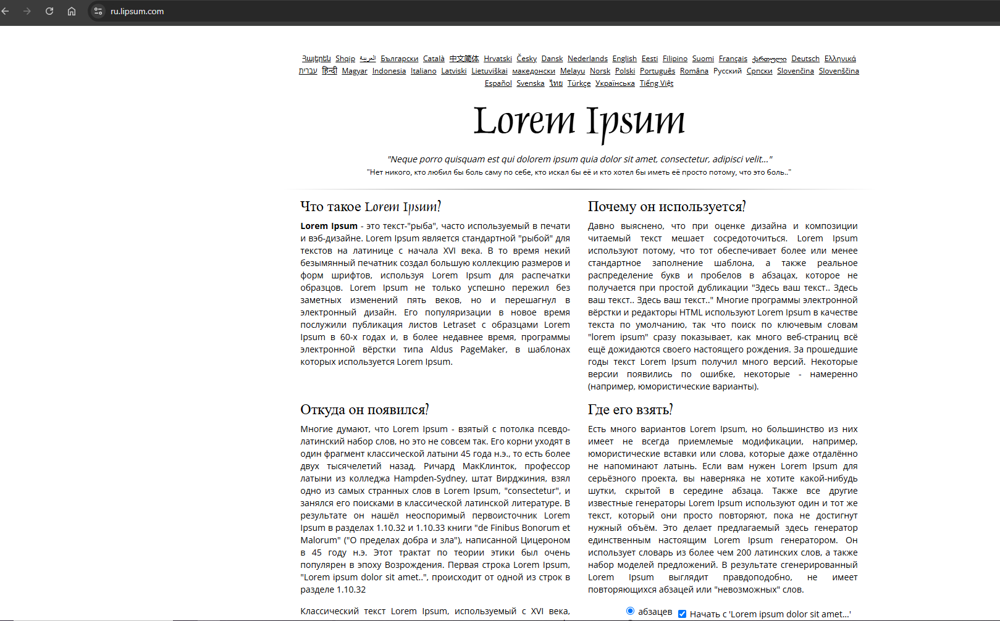 ru.lipsum.com
Հայերեն Shqip العربية Български Català 中文简体 Hrvatski Česky Dansk Nederlands English Eesti Filipino Suomi Français ქართული Deutsch Ελληνικά
עברית हिन्दी Magyar Indonesia Italiano Latviski Lietuviškai македонски Melayu Norsk Polski Português Româna Русский Српски Slovenčina Slovenščina
Español Svenska ไทย Türkçe Українська Tiếng Việt
Lorem Ipsum
"Neque porro quisquam est qui dolorem ipsum quia dolor sit amet, consectetur, adipisci velit..."
"Нет никого, кто любил бы боль саму по себе, кто искал бы её и кто хотел бы иметь её просто потому, что это боль.."
Что такое Lorem Ipsum?
Lorem Ipsum - это текст-"рыба", часто используемый в печати
и вэб-дизайне. Lorem Ipsum является стандартной "рыбой" для
текстов на латинице с начала XVI века. В то время некий
безымянный печатник создал большую коллекцию размеров и
форм шрифтов, используя Lorem Ipsum для распечатки
образцов. Lorem Ipsum не только успешно пережил без
заметных изменений пять веков, но и перешагнул в
электронный дизайн. Его популяризации в новое время
послужили публикация листов Letraset с образцами Lorem
Ipsum в 60-х годах и, в более недавнее время, программы
электронной вёрстки типа Aldus PageMaker, в шаблонах
которых используется Lorem Ipsum.
Почему он используется?
Давно выяснено, что при оценке дизайна и композиции
читаемый текст мешает сосредоточиться. Lorem Ipsum
используют потому, что тот обеспечивает более или менее
стандартное заполнение шаблона, а также реальное
распределение букв и пробелов в абзацах, которое не
получается при простой дубликации "Здесь ваш текст.. Здесь
ваш текст.. Здесь ваш текст.." Многие программы электронной
вёрстки и редакторы HTML используют Lorem Ipsum в качестве
текста по умолчанию, так что поиск по ключевым словам
"lorem ipsum" сразу показывает, как много веб-страниц всё
ещё дожидаются своего настоящего рождения. За прошедшие
годы текст Lorem Ipsum получил много версий. Некоторые
версии появились по ошибке, некоторые - намеренно
(например, юмористические варианты).
Откуда он появился?
Многие думают, что Lorem Ipsum - взятый с потолка псевдо-
латинский набор слов, но это не совсем так. Его корни уходят в
один фрагмент классической латыни 45 года н.э., то есть более
двух тысячелетий назад. Ричард МакКлинток, профессор
латыни из колледжа Hampden-Sydney, штат Вирджиния, взял
одно из самых странных слов в Lorem Ipsum, "consectetur", и
занялся его поисками в классической латинской литературе. В
результате он нашёл неоспоримый первоисточник Lorem
Ipsum в разделах 1.10.32 и 1.10.33 книги "de Finibus Bonorum et
Malorum" ("О пределах добра и зла"), написанной Цицероном
в 45 году н.э. Этот трактат по теории этики был очень
популярен в эпоху Возрождения. Первая строка Lorem Ipsum,
"Lorem ipsum dolor sit amet..", происходит от одной из строк в
разделе 1.10.32
Классический текст Lorem Ipsum, используемый с XVI века,
Где его взять?
Есть много вариантов Lorem Ipsum, но большинство из них
имеет не всегда приемлемые модификации, например,
юмористические вставки или слова, которые даже отдалённо
не напоминают латынь. Если вам нужен Lorem Ipsum для
серьёзного проекта, вы наверняка не хотите какой-нибудь
шутки, скрытой в середине абзаца. Также все другие
известные генераторы Lorem Ipsum используют один и тот же
текст, который они просто повторяют, пока не достигнут
нужный объём. Это делает предлагаемый здесь генератор
единственным настоящим Lorem Ipsum генератором. Он
использует словарь из более чем 200 латинских слов, а также
набор моделей предложений. В результате сгенерированный
Lorem Ipsum выглядит правдоподобно, не имеет
повторяющихся абзацей или "невозможных" слов.
абзацев Начать с 'Lorem ipsum dolor sit amet...'